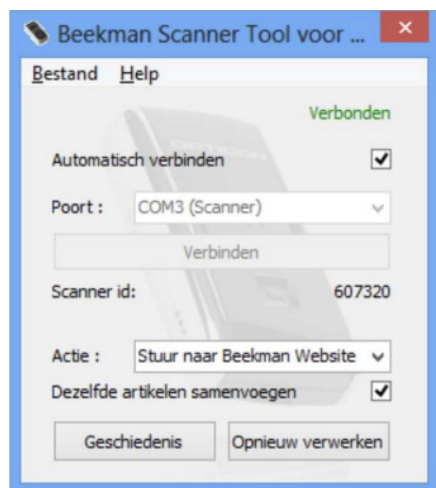 Beekman Scanner Tool voor ...
Bestand Help
Verbonden
Automatisch verbinden
Poort : COM3 (Scanner)
Verbinden
Scanner id: 607320
Actie : Stuur naar Beekman Website
Dezelfde artikelen samenvoegen
Geschiedenis Opnieuw verwerken